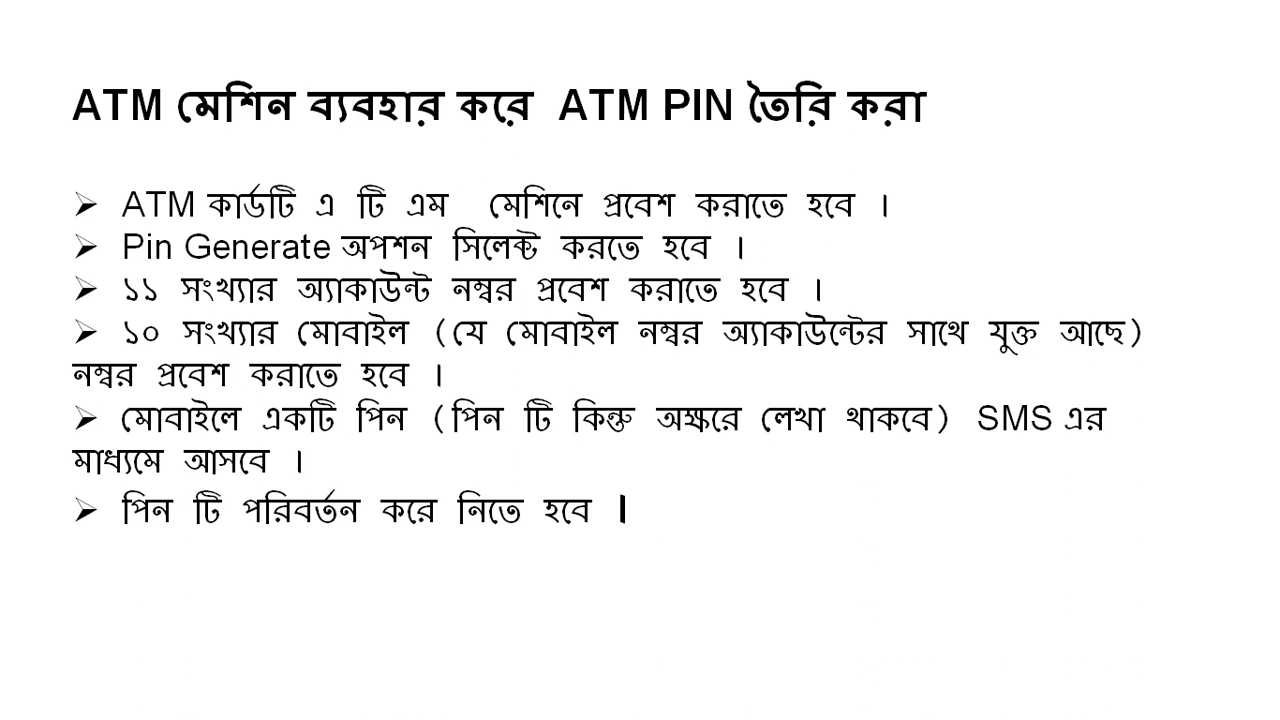 ATM মেশিন ব্যবহার করে ATM PIN তৈরি করা
➢ ATM কার্ডটি এ টি এম মেশিনে প্রবেশ করাতে হবে ।
➢ Pin Generate অপশন সিলেক্ট করতে হবে ।
➢ ১১ সংখ্যার অ্যাকাউন্ট নম্বর প্রবেশ করাতে হবে ।
➢ ১০ সংখ্যার মোবাইল (যে মোবাইল নম্বর অ্যাকাউন্টের সাথে যুক্ত আছে)
নম্বর প্রবেশ করাতে হবে ।
➢ মোবাইলে একটি পিন (পিন টি কিন্তু অক্ষরে লেখা থাকবে) SMS এর
মাধ্যমে আসবে ।
➢ পিন টি পরিবর্তন করে নিতে হবে ।